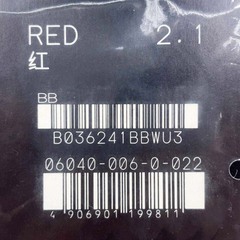 RED 2.1
红
BB
B036241BBWU3
06040-006-0-022
4 906901 199811